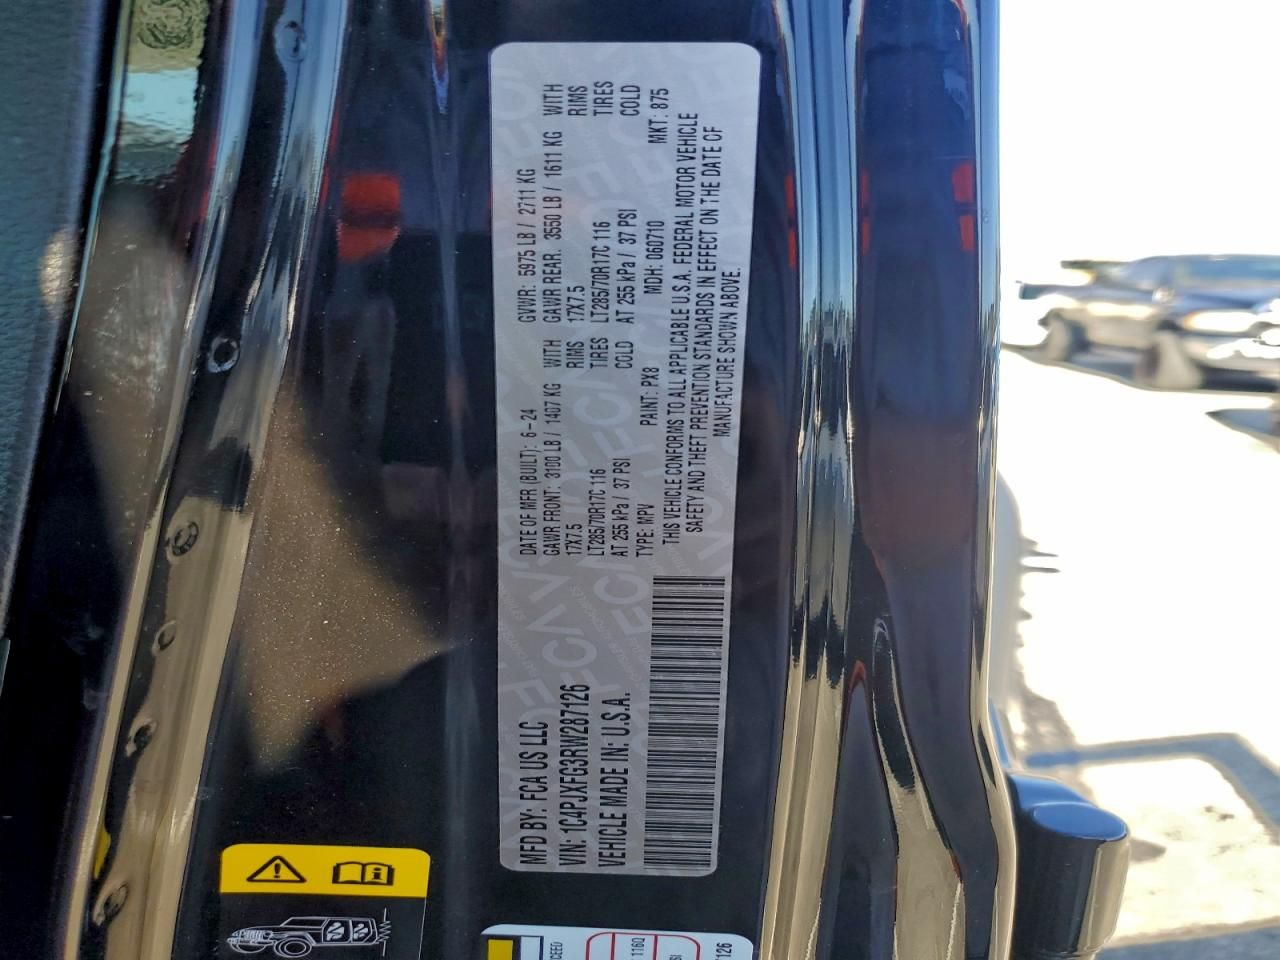 MFD BY: FCA US LLC
DATE OF MFR (BUILT): 6-24
GVWR: 5975 LB / 2711 KG
VIN: 1C4PJXFG3RW287126
GAWR FRONT: 3100 LB / 1407 KG WITH
GAWR REAR: 3550 LB / 1611 KG WITH
VEHICLE MADE IN: U.S.A.
17X7.5 RIMS
17X7.5 RIMS
LT285/70R17C 116 TIRES
LT285/70R17C 116 TIRES
AT 255 kPa / 37 PSI COLD
AT 255 kPa / 37 PSI COLD
TYPE: MPV PAINT: PX8 MDH: 060710 MKT: 875
THIS VEHICLE CONFORMS TO ALL APPLICABLE U.S.A. FEDERAL MOTOR VEHICLE
SAFETY AND THEFT PREVENTION STANDARDS IN EFFECT ON THE DATE OF
MANUFACTURE SHOWN ABOVE.